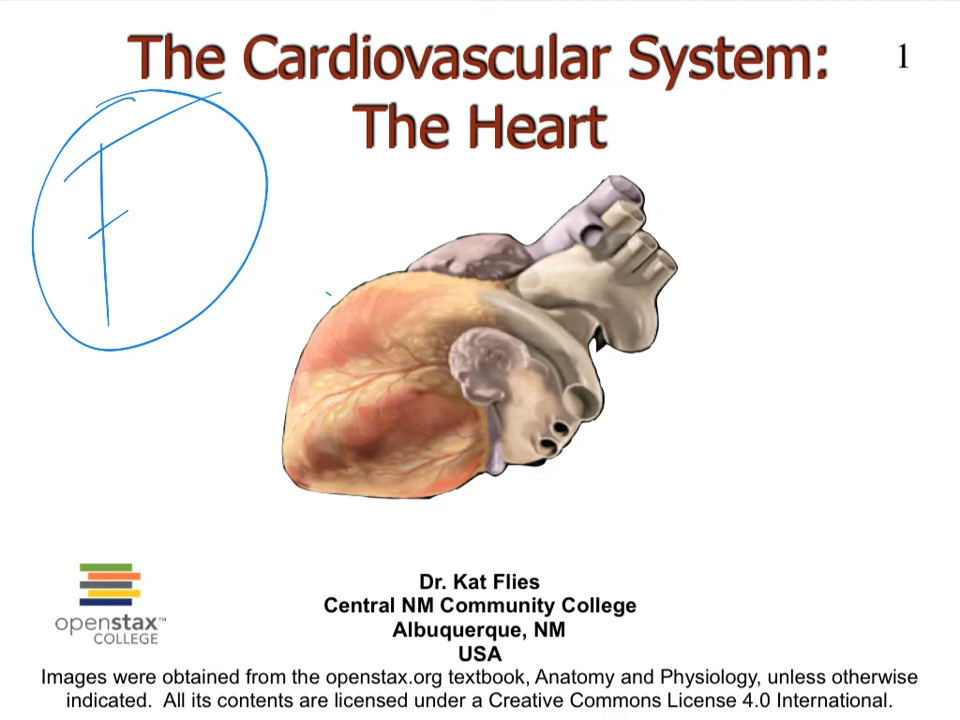 The Cardiovascular System:
1
The Heart
F
openstax™
COLLEGE
Dr. Kat Flies
Central NM Community College
Albuquerque, NM
USA
Images were obtained from the openstax.org textbook, Anatomy and Physiology, unless otherwise
indicated.  All its contents are licensed under a Creative Commons License 4.0 International.